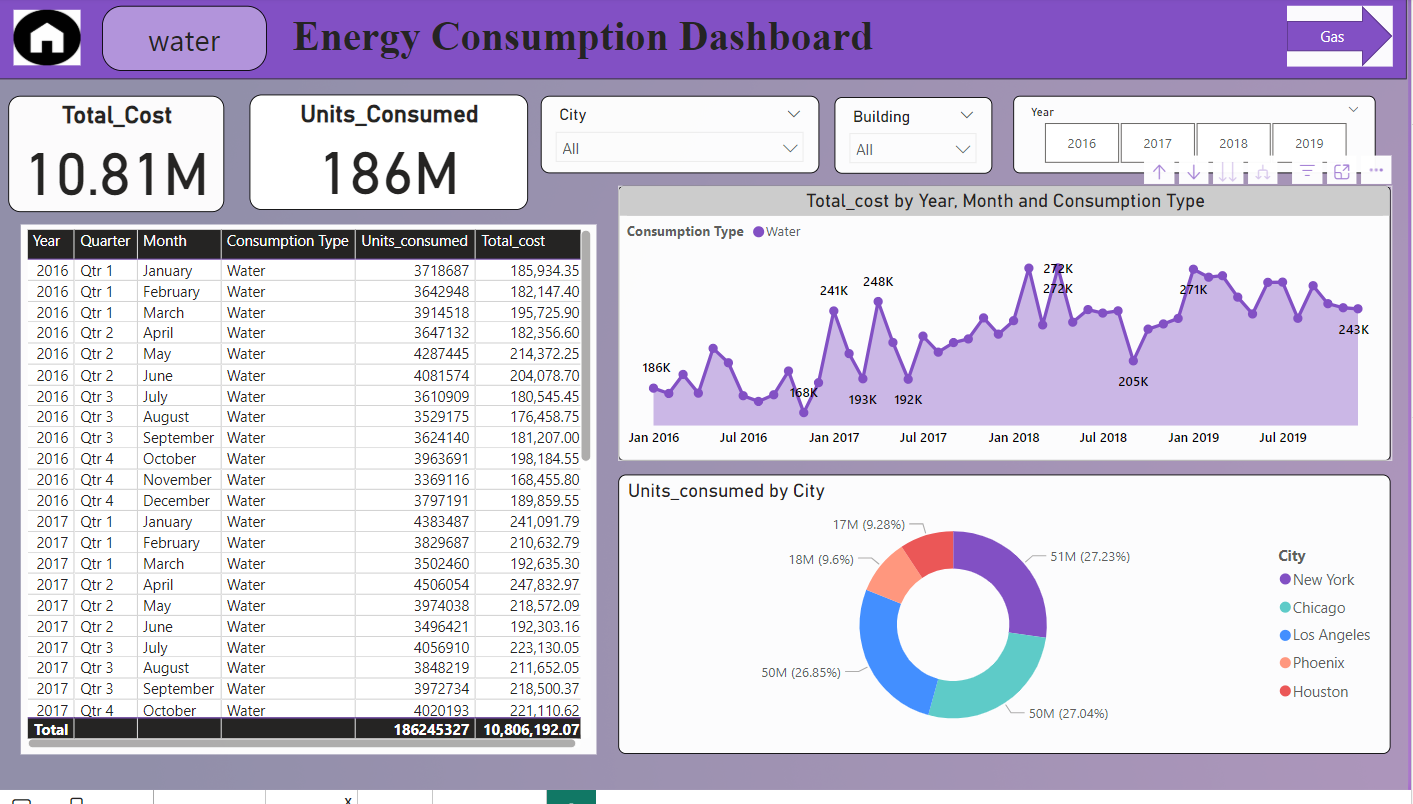 water
Energy Consumption Dashboard
Gas
Total_Cost
10.81M
Units_Consumed
186M
City
All
Building
All
Year
2016 2017 2018 2019
Year Quarter Month Consumption Type Units_consumed Total_cost
2016 Qtr 1 January Water 3718687 185,934.35
2016 Qtr 1 February Water 3642948 182,147.40
2016 Qtr 1 March Water 3914518 195,725.90
2016 Qtr 2 April Water 3647132 182,356.60
2016 Qtr 2 May Water 4287445 214,372.25
2016 Qtr 2 June Water 4081574 204,078.70
2016 Qtr 3 July Water 3610909 180,545.45
2016 Qtr 3 August Water 3529175 176,458.75
2016 Qtr 3 September Water 3624140 181,207.00
2016 Qtr 4 October Water 3963691 198,184.55
2016 Qtr 4 November Water 3369116 168,455.80
2016 Qtr 4 December Water 3797191 189,859.55
2017 Qtr 1 January Water 4383487 241,091.79
2017 Qtr 1 February Water 3829687 210,632.79
2017 Qtr 1 March Water 3502460 192,635.30
2017 Qtr 2 April Water 4506054 247,832.97
2017 Qtr 2 May Water 3974038 218,572.09
2017 Qtr 2 June Water 3496421 192,303.16
2017 Qtr 3 July Water 4056910 223,130.05
2017 Qtr 3 August Water 3848219 211,652.05
2017 Qtr 3 September Water 3972734 218,500.37
2017 Qtr 4 October Water 4020193 221,110.62
Total 186245327 10,806,192.07
Total_cost by Year, Month and Consumption Type
Consumption Type Water
186K
168K
241K
193K
248K
192K
272K
272K
205K
271K
243K
Jan 2016 Jul 2016 Jan 2017 Jul 2017 Jan 2018 Jul 2018 Jan 2019 Jul 2019
Units_consumed by City
17M (9.28%)
18M (9.6%)
51M (27.23%)
50M (26.85%)
50M (27.04%)
City
New York
Chicago
Los Angeles
Phoenix
Houston